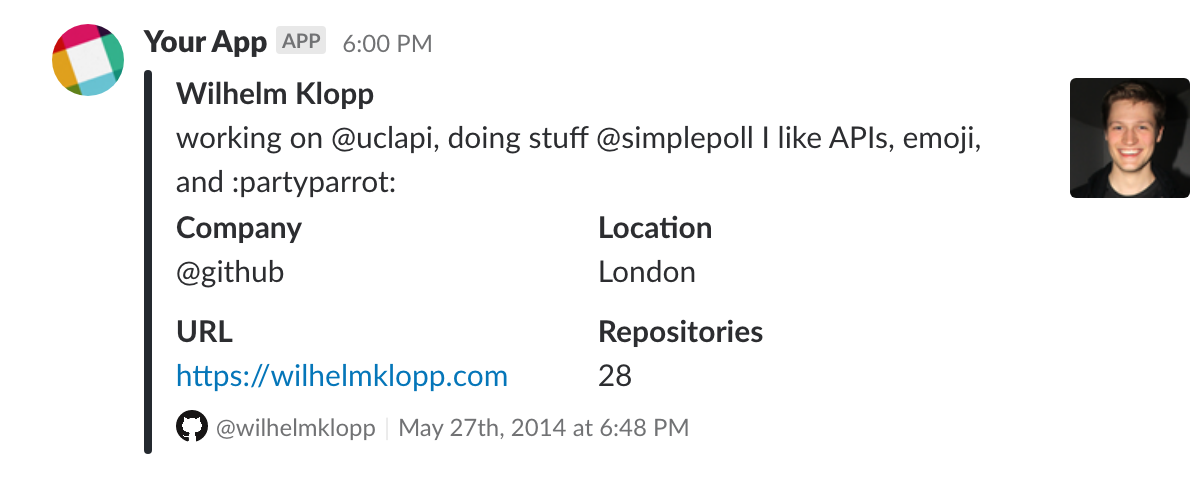 Your App APP 6:00 PM
Wilhelm Klopp
working on @uclapi, doing stuff @simplepoll I like APIs, emoji,
and :partyparrot:
Company Location
@github London
URL Repositories
https://wilhelmklopp.com 28
@wilhelmklopp | May 27th, 2014 at 6:48 PM